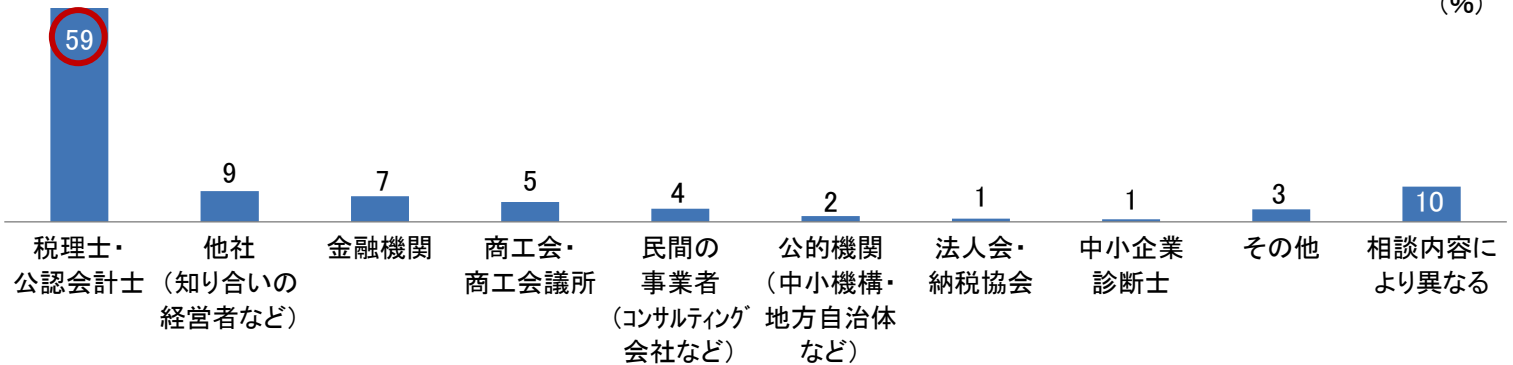 (%)
59
9
7
5
4
2
1
1
3
10
税理士・
公認会計士
他社
(知り合いの
経営者など)
金融機関
商工会・
商工会議所
民間の
事業者
(ｺﾝｻﾙﾃｨﾝｸﾞ
会社など)
公的機関
(中小機構・
地方自治体
など)
法人会・
納税協会
中小企業
診断士
その他
相談内容に
より異なる